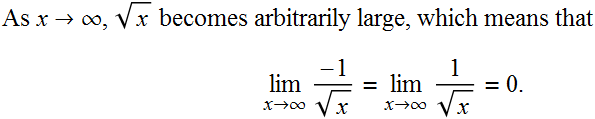 As x → ∞, √x becomes arbitrarily large, which means that
lim_{x→∞} −1/√x = lim_{x→∞} 1/√x = 0.